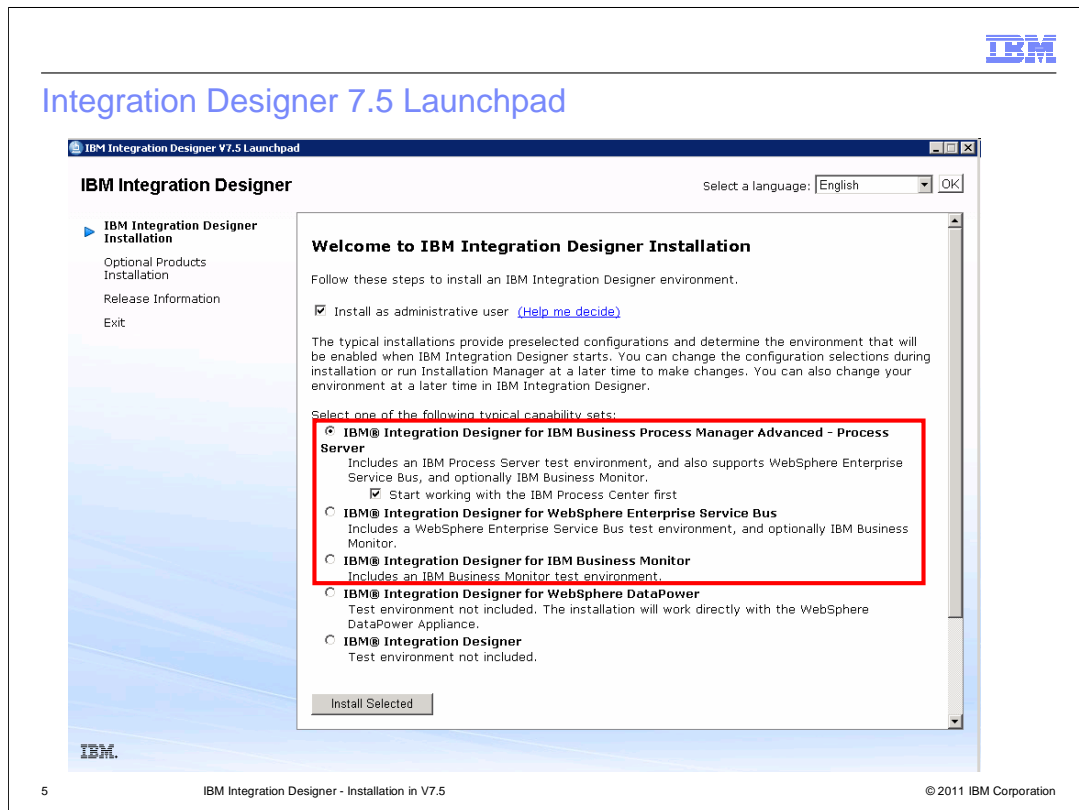 IBM
Integration Designer 7.5 Launchpad
IBM Integration Designer V7.5 Launchpad
IBM Integration Designer
Select a language: English OK
IBM Integration Designer
Installation
Optional Products
Installation
Release Information
Exit
Welcome to IBM Integration Designer Installation
Follow these steps to install an IBM Integration Designer environment.
Install as administrative user (Help me decide)
The typical installations provide preselected configurations and determine the environment that will
be enabled when IBM Integration Designer starts. You can change the configuration selections during
installation or run Installation Manager at a later time to make changes. You can also change your
environment at a later time in IBM Integration Designer.
Select one of the following typical capability sets:
IBM® Integration Designer for IBM Business Process Manager Advanced - Process
Server
Includes an IBM Process Server test environment, and also supports WebSphere Enterprise
Service Bus, and optionally IBM Business Monitor.
Start working with the IBM Process Center first
IBM® Integration Designer for WebSphere Enterprise Service Bus
Includes a WebSphere Enterprise Service Bus test environment, and optionally IBM Business
Monitor.
IBM® Integration Designer for IBM Business Monitor
Includes an IBM Business Monitor test environment.
IBM® Integration Designer for WebSphere DataPower
Test environment not included. The installation will work directly with the WebSphere
DataPower Appliance.
IBM® Integration Designer
Test environment not included.
Install Selected
IBM.
5 IBM Integration Designer - Installation in V7.5 © 2011 IBM Corporation